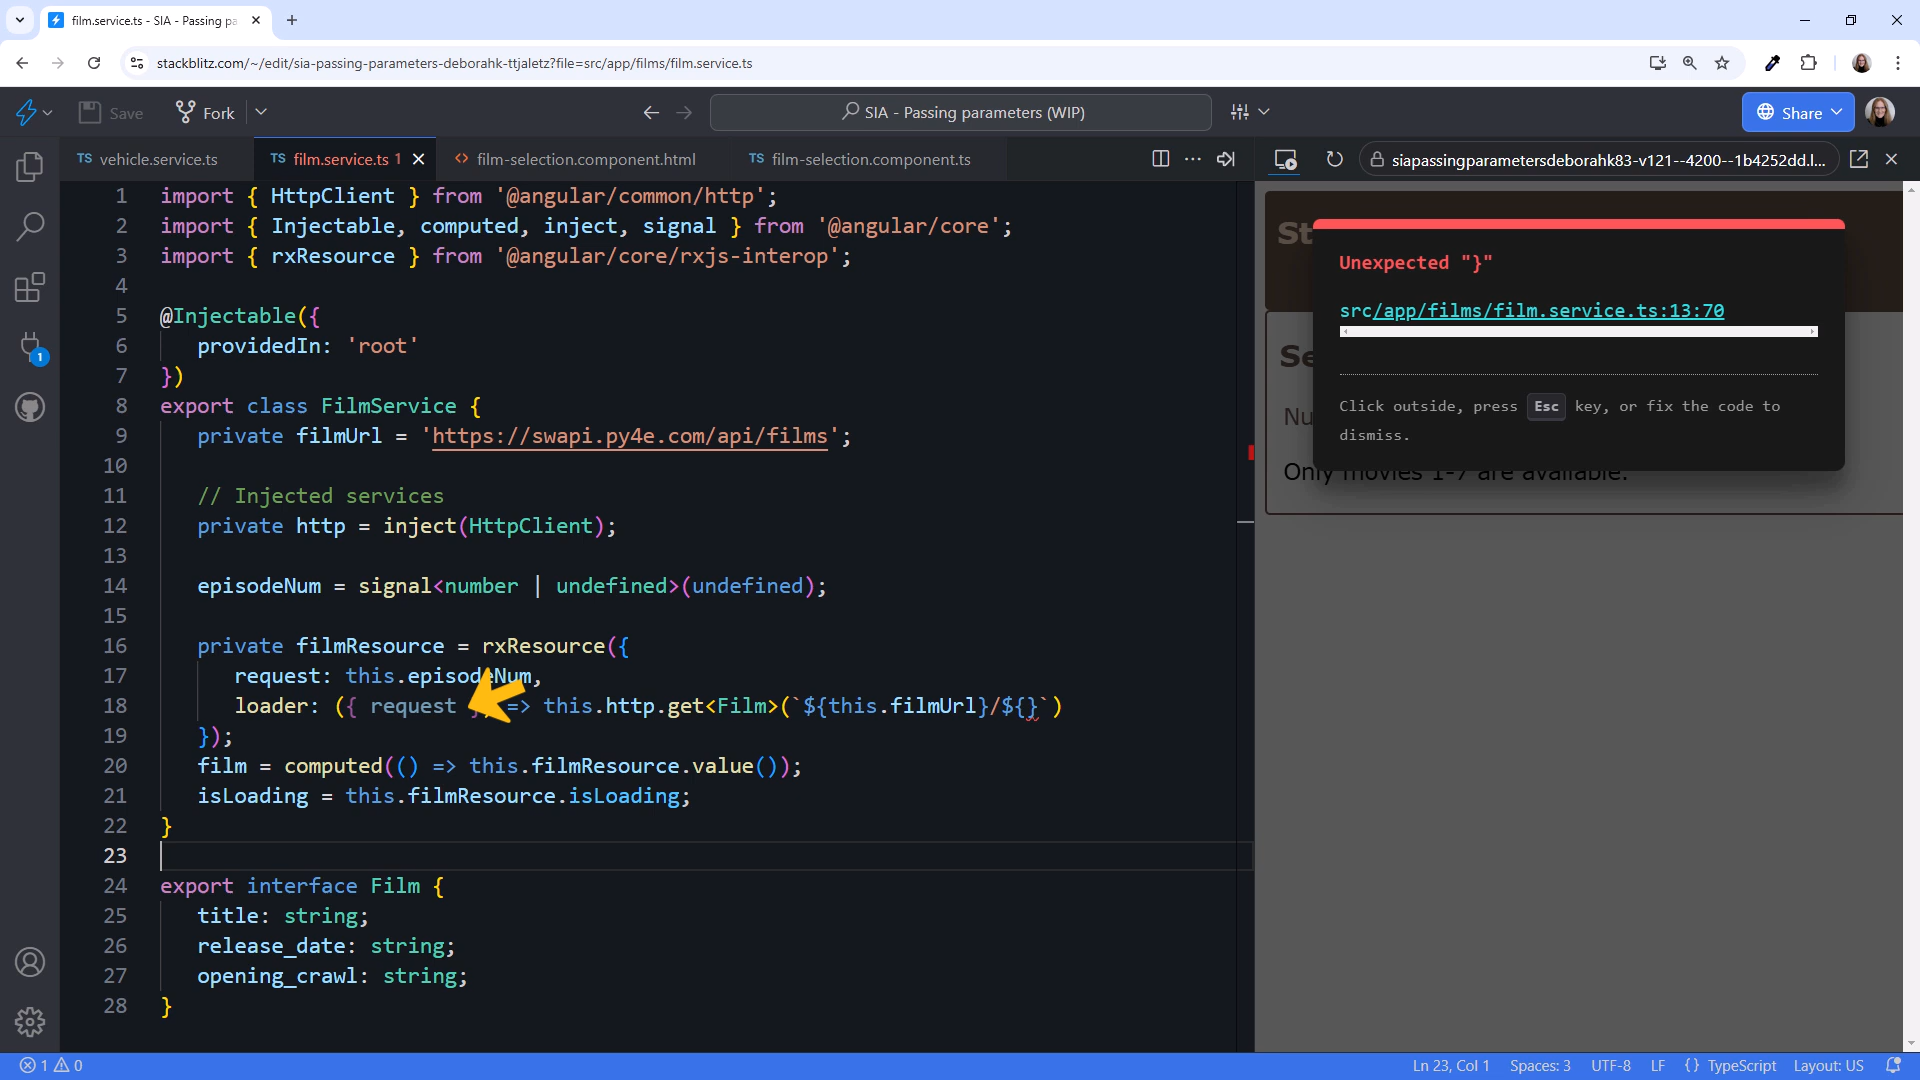 film.service.ts - SIA - Passing pa
stackblitz.com/~/edit/sia-passing-parameters-deborahk-ttjaletz?file=src/app/films/film.service.ts
Save
Fork
SIA - Passing parameters (WIP)
Share
TS vehicle.service.ts
TS film.service.ts 1
<> film-selection.component.html
TS film-selection.component.ts
siapassingparametersdeborahk83-v121--4200--1b4252dd.l...
1 import { HttpClient } from '@angular/common/http';
2 import { Injectable, computed, inject, signal } from '@angular/core';
3 import { rxResource } from '@angular/core/rxjs-interop';
4
5 @Injectable({
6 providedIn: 'root'
7 })
8 export class FilmService {
9 private filmUrl = 'https://swapi.py4e.com/api/films';
10
11 // Injected services
12 private http = inject(HttpClient);
13
14 episodeNum = signal<number | undefined>(undefined);
15
16 private filmResource = rxResource({
17 request: this.episodeNum,
18 loader: ({ request }) => this.http.get<Film>(`${this.filmUrl}/${}`)
19 });
20 film = computed(() => this.filmResource.value());
21 isLoading = this.filmResource.isLoading;
22 }
23
24 export interface Film {
25 title: string;
26 release_date: string;
27 opening_crawl: string;
28 }
St
Unexpected "}"
src/app/films/film.service.ts:13:70
Se
Click outside, press Esc key, or fix the code to
dismiss.
Nu
Only movies 1-7 are available.
1
1 0
Ln 23, Col 1
Spaces: 3
UTF-8
LF
{} TypeScript
Layout: US